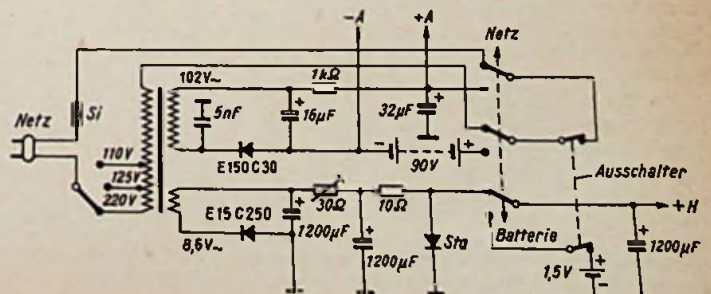 -A
+A
Netz
102V~
1kΩ
Si
5nF
+
16µF
32µF
+
Netz
110V
125V
220V
E150C30
-
+
90V
Ausschalter
30Ω
10Ω
+H
E15C250
+
8,6V~
1200µF
+
1200µF
Sta
Batterie
1,5V
+
-
+
1200µF